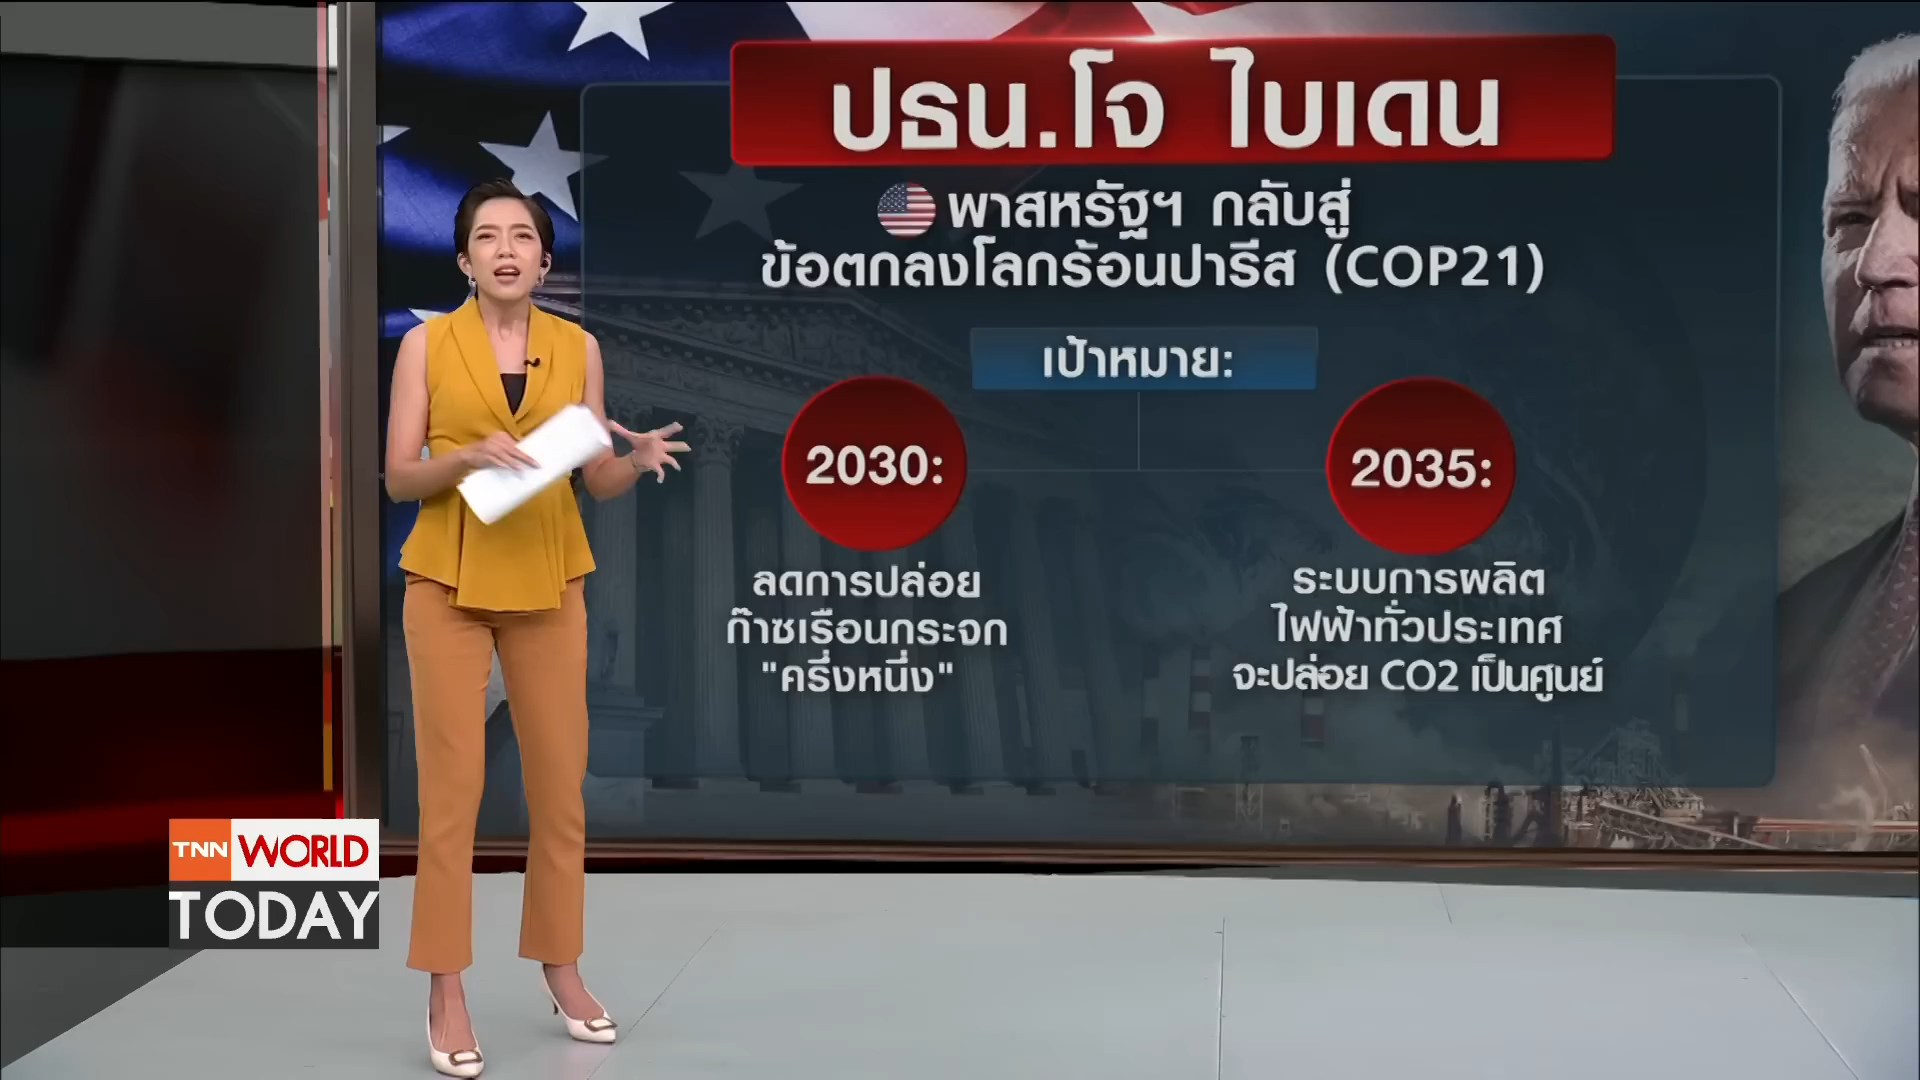 ปธน.โจ ไบเดน
พาสหรัฐฯ กลับสู่
ข้อตกลงโลกร้อนปารีส (COP21)
เป้าหมาย:
2030:
ลดการปล่อย
ก๊าซเรือนกระจก
"ครึ่งหนึ่ง"
2035:
ระบบการผลิต
ไฟฟ้าทั่วประเทศ
จะปล่อย CO2 เป็นศูนย์
TNN WORLD
TODAY